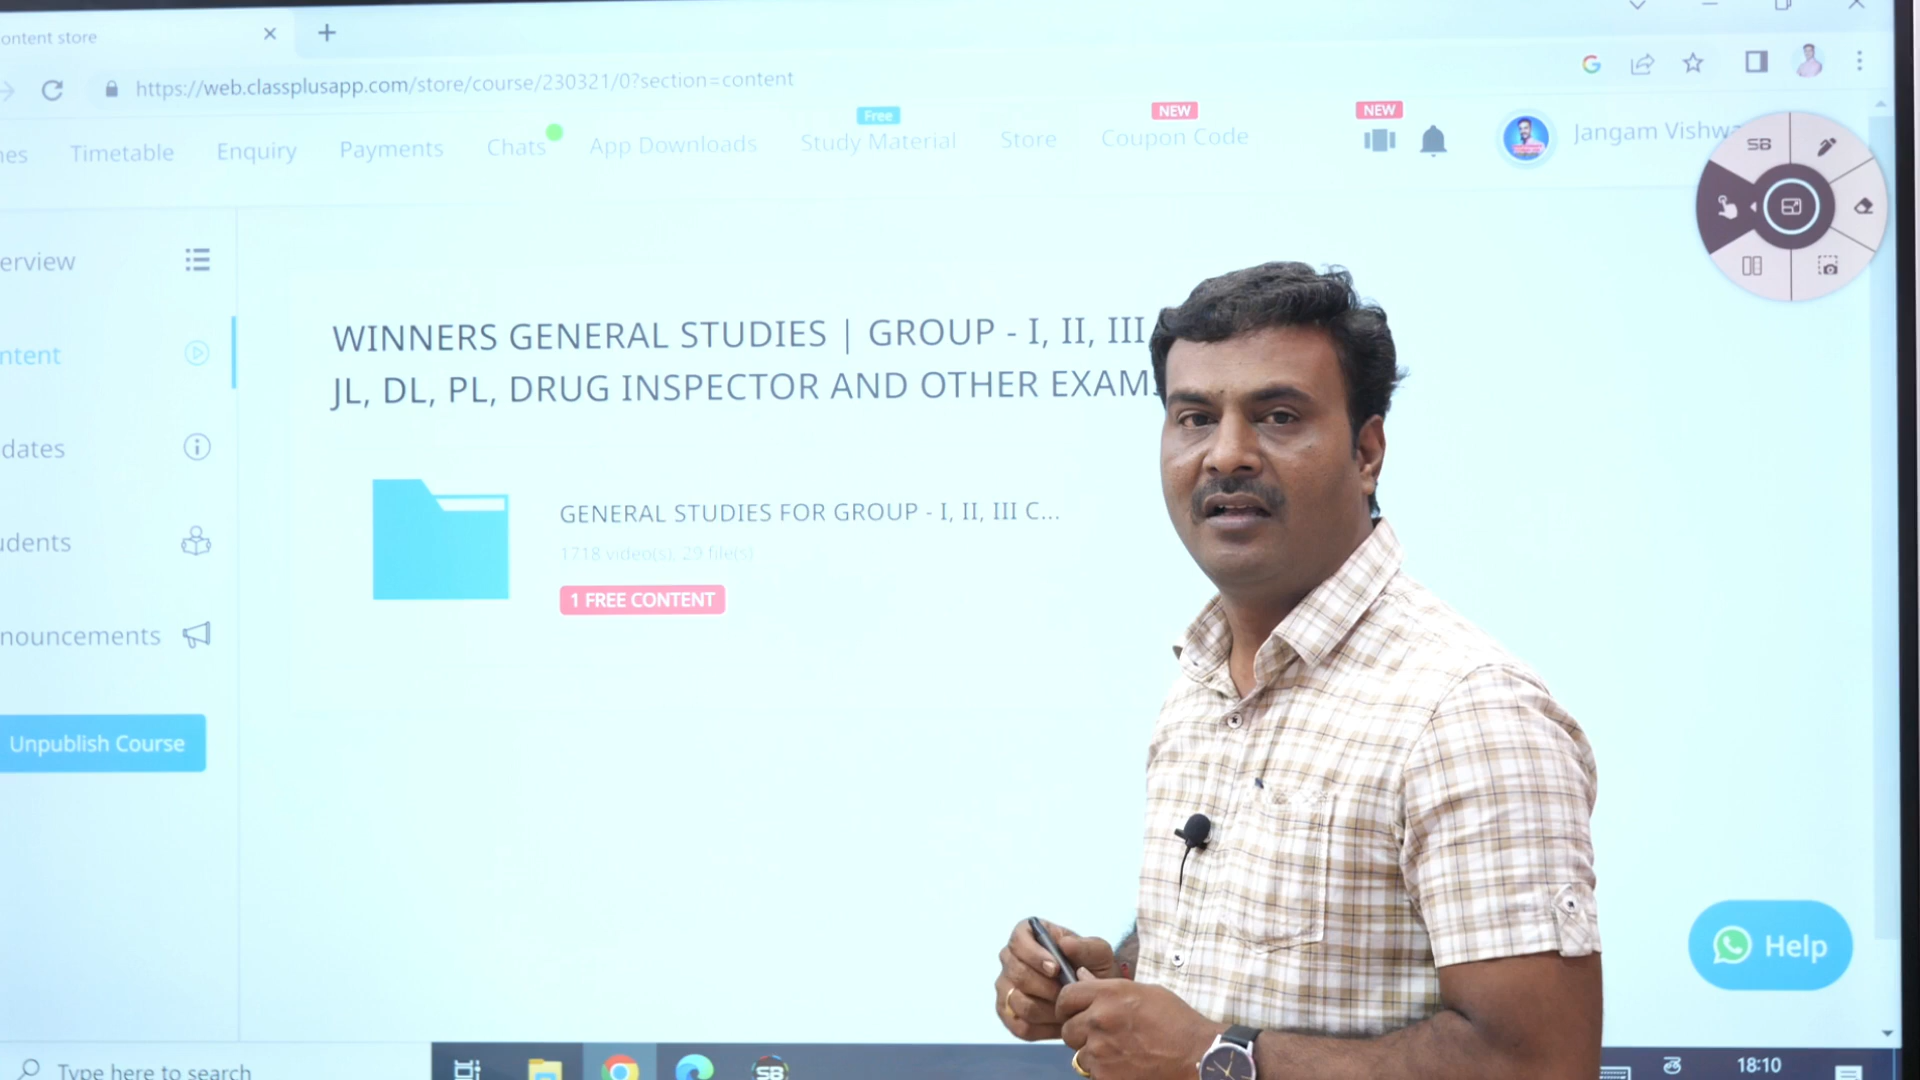 ontent store
https://web.classplusapp.com/store/course/230321/0?section=content
Timetable
Enquiry
Payments
Chats
App Downloads
Free
Study Material
Store
NEW
Coupon Code
NEW
Jangam Vishwa
SB
erview
ntent
dates
udents
nouncements
Unpublish Course
WINNERS GENERAL STUDIES | GROUP - I, II, III
JL, DL, PL, DRUG INSPECTOR AND OTHER EXAM
GENERAL STUDIES FOR GROUP - I, II, III C...
1718 video(s), 29 file(s)
1 FREE CONTENT
Help
Type here to search
SB
18:10